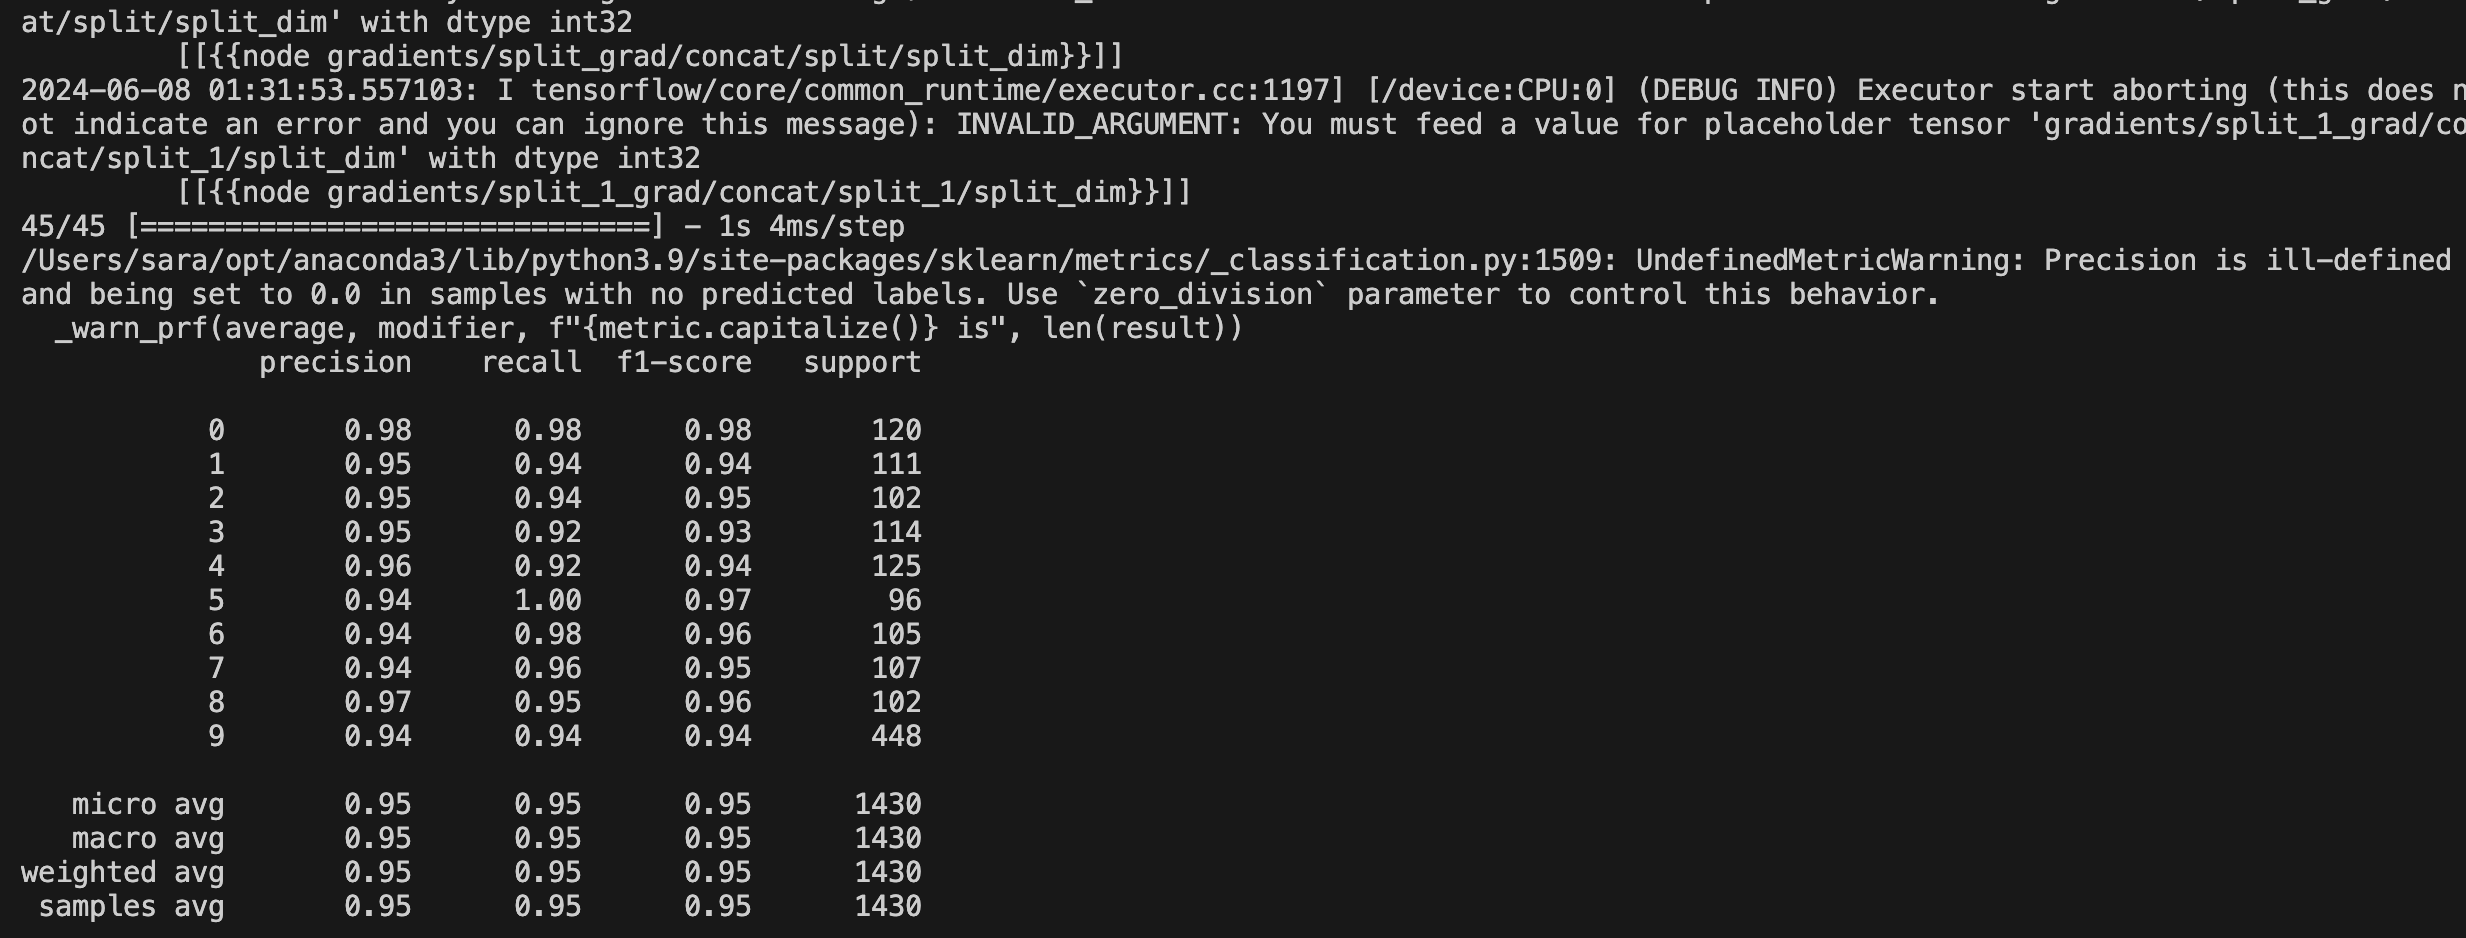 at/split/split_dim' with dtype int32
[[{{node gradients/split_grad/concat/split/split_dim}}]]
2024-06-08 01:31:53.557103: I tensorflow/core/common_runtime/executor.cc:1197] [/device:CPU:0] (DEBUG INFO) Executor start aborting (this does n
ot indicate an error and you can ignore this message): INVALID_ARGUMENT: You must feed a value for placeholder tensor 'gradients/split_1_grad/co
ncat/split_1/split_dim' with dtype int32
[[{{node gradients/split_1_grad/concat/split_1/split_dim}}]]
45/45 [==============================] - 1s 4ms/step
/Users/sara/opt/anaconda3/lib/python3.9/site-packages/sklearn/metrics/_classification.py:1509: UndefinedMetricWarning: Precision is ill-defined
and being set to 0.0 in samples with no predicted labels. Use `zero_division` parameter to control this behavior.
_warn_prf(average, modifier, f"{metric.capitalize()} is", len(result))
precision recall f1-score support
0 0.98 0.98 0.98 120
1 0.95 0.94 0.94 111
2 0.95 0.94 0.95 102
3 0.95 0.92 0.93 114
4 0.96 0.92 0.94 125
5 0.94 1.00 0.97 96
6 0.94 0.98 0.96 105
7 0.94 0.96 0.95 107
8 0.97 0.95 0.96 102
9 0.94 0.94 0.94 448
micro avg 0.95 0.95 0.95 1430
macro avg 0.95 0.95 0.95 1430
weighted avg 0.95 0.95 0.95 1430
samples avg 0.95 0.95 0.95 1430